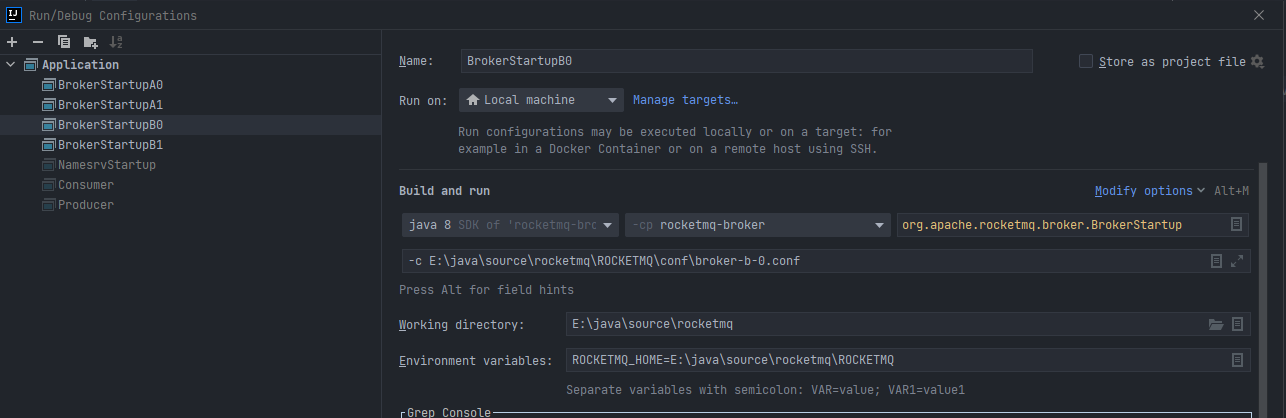 Run/Debug Configurations
Application
BrokerStartupA0
BrokerStartupA1
BrokerStartupB0
BrokerStartupB1
NamesrvStartup
Consumer
Producer
Name: BrokerStartupB0 Store as project file
Run on: Local machine Manage targets...
Run configurations may be executed locally or on a target: for
example in a Docker Container or on a remote host using SSH.
Build and run Modify options Alt+M
java 8 SDK of 'rocketmq-bro -cp rocketmq-broker org.apache.rocketmq.broker.BrokerStartup
-c E:\java\source\rocketmq\ROCKETMQ\conf\broker-b-0.conf
Press Alt for field hints
Working directory: E:\java\source\rocketmq
Environment variables: ROCKETMQ_HOME=E:\java\source\rocketmq\ROCKETMQ
Separate variables with semicolon: VAR=value; VAR1=value1
Grep Console